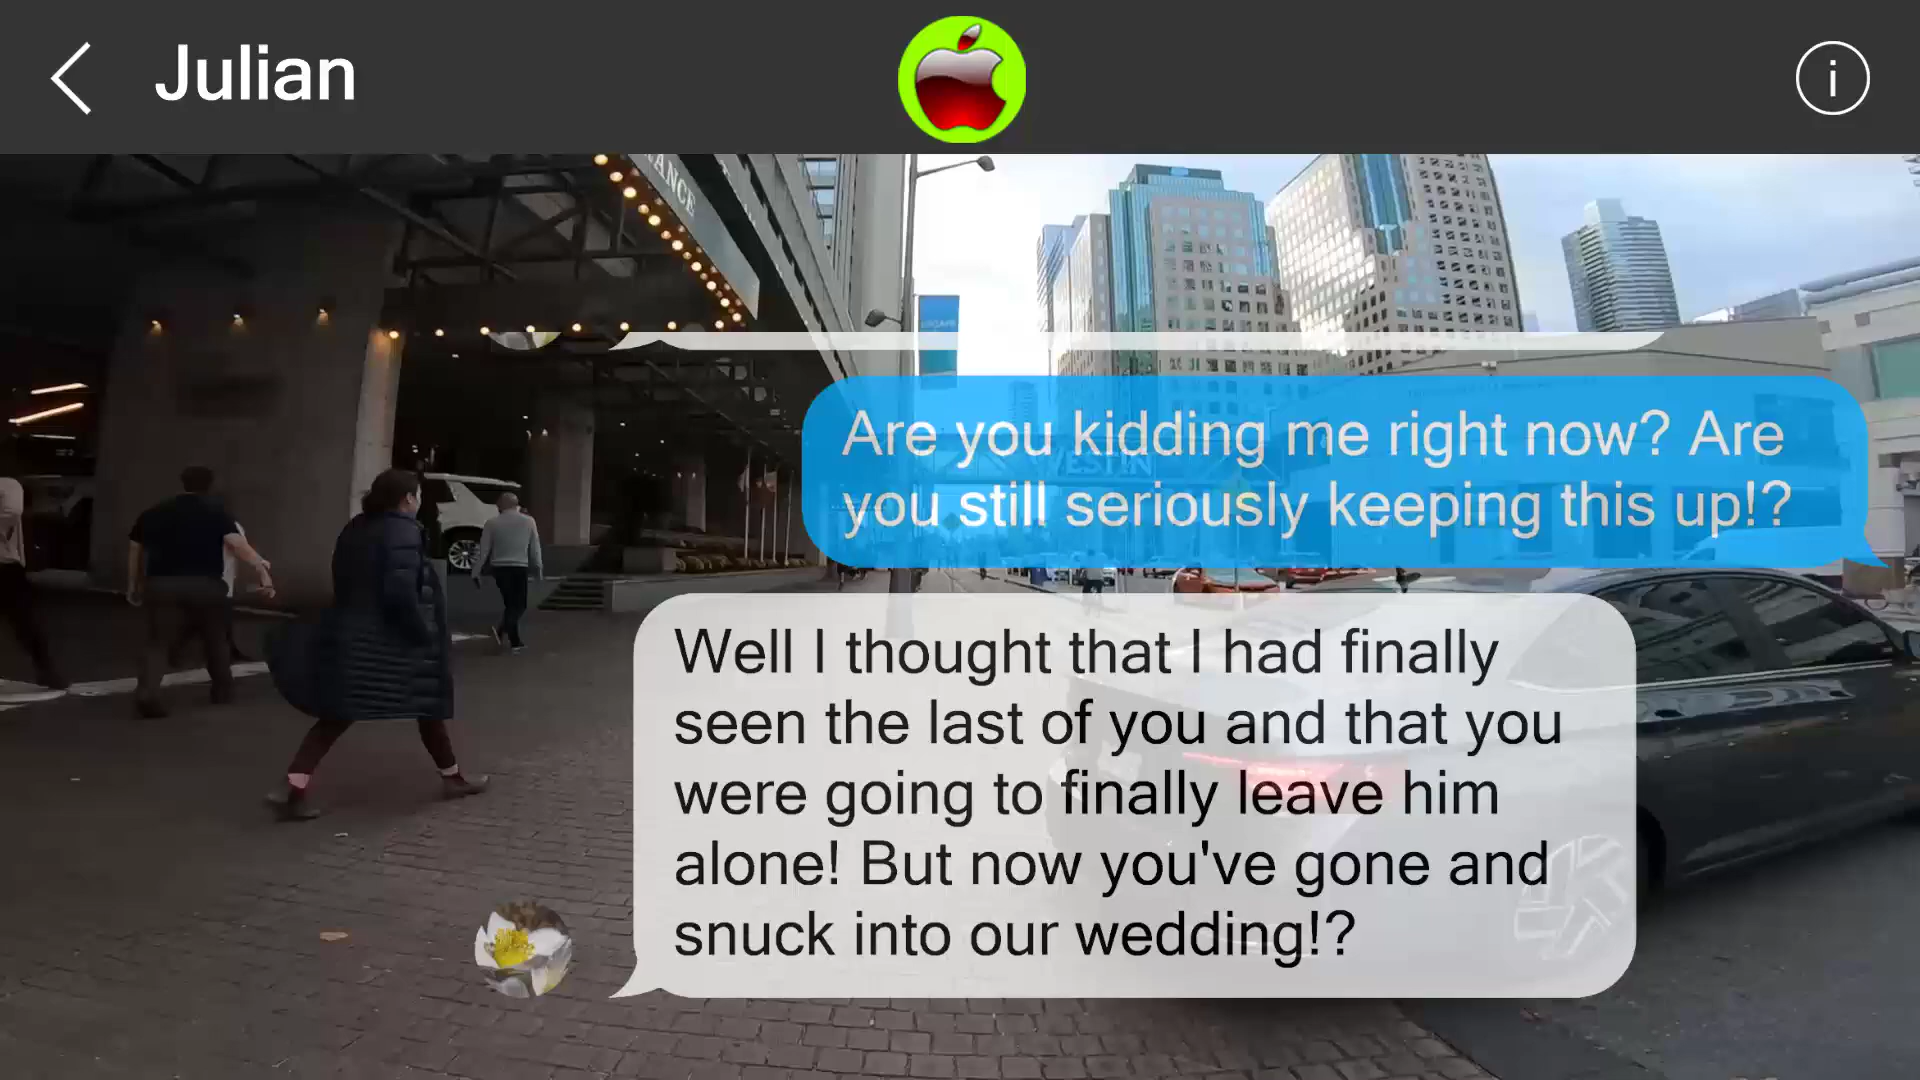 Julian
i
ANCE
Are you kidding me right now? Are
you still seriously keeping this up!?
WESTIN
Well I thought that I had finally
seen the last of you and that you
were going to finally leave him
alone! But now you've gone and
snuck into our wedding!?